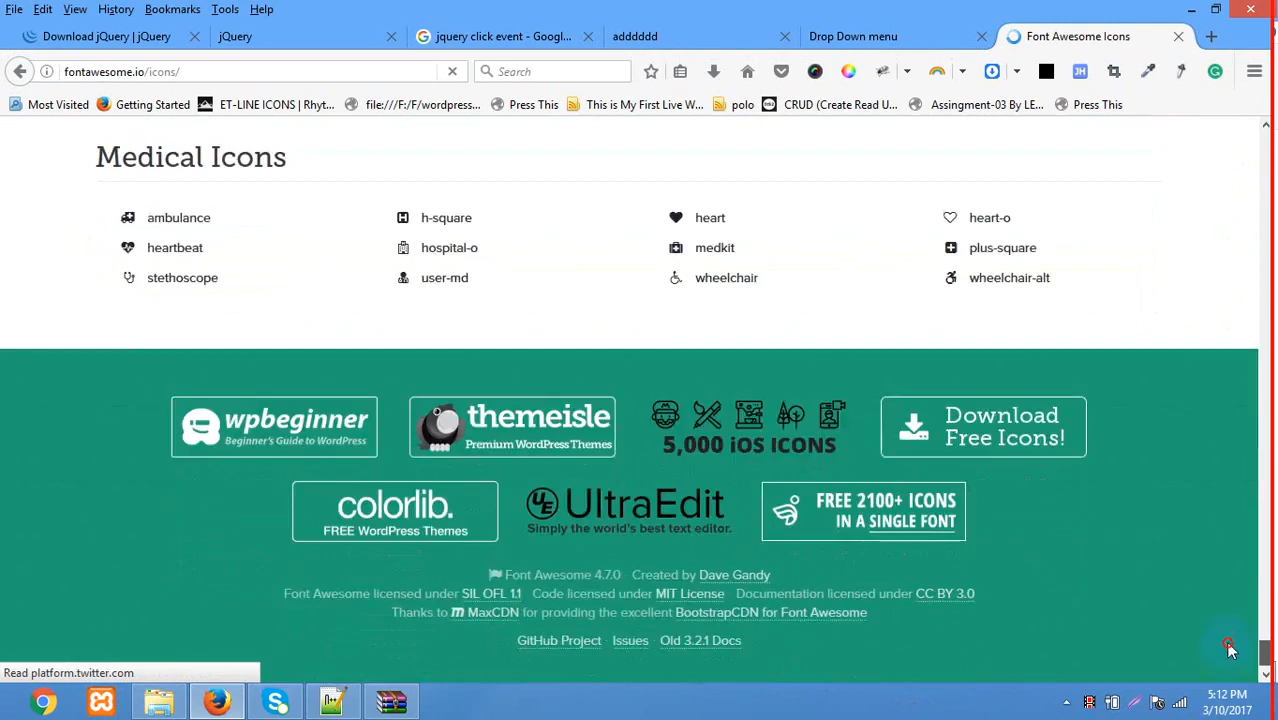 File Edit View History Bookmarks Tools Help
Download jQuery | jQuery jQuery jquery click event - Googl... adddddd Drop Down menu Font Awesome Icons
fontawesome.io/icons/ Search
Most Visited Getting Started ET-LINE ICONS | Rhyt... file:///F:/F/wordpress... Press This This is My First Live W... polo CRUD (Create Read U... Assingment-03 By LE... Press This
Medical Icons
ambulance h-square heart heart-o
heartbeat hospital-o medkit plus-square
stethoscope user-md wheelchair wheelchair-alt
wpbeginner
Beginner's Guide to WordPress
themeisle
Premium WordPress Themes
5,000 iOS ICONS
Download
Free Icons!
colorlib.
FREE WordPress Themes
UE UltraEdit
Simply the world's best text editor.
FREE 2100+ ICONS
IN A SINGLE FONT
Font Awesome 4.7.0 · Created by Dave Gandy
Font Awesome licensed under SIL OFL 1.1 · Code licensed under MIT License · Documentation licensed under CC BY 3.0
Thanks to MaxCDN for providing the excellent BootstrapCDN for Font Awesome
GitHub Project · Issues · Old 3.2.1 Docs
Read platform.twitter.com
5:12 PM
3/10/2017